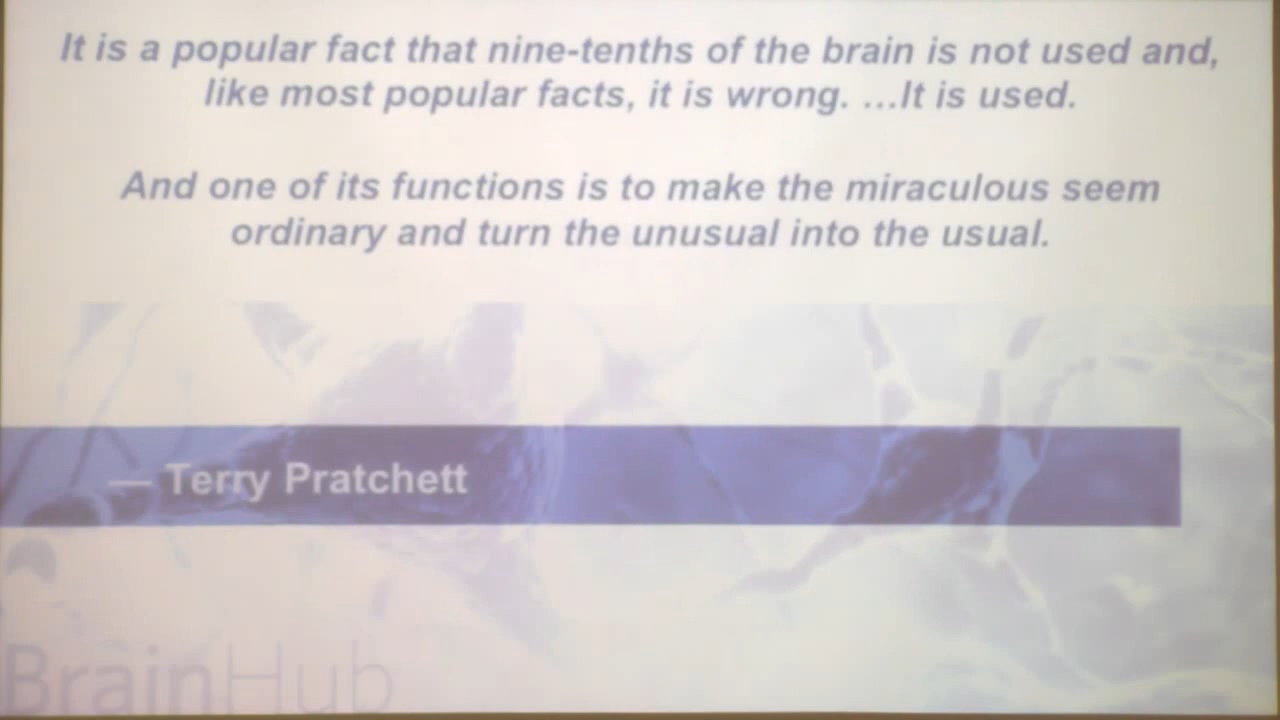 It is a popular fact that nine-tenths of the brain is not used and,
like most popular facts, it is wrong. ...It is used.
And one of its functions is to make the miraculous seem
ordinary and turn the unusual into the usual.
— Terry Pratchett
BrainHub